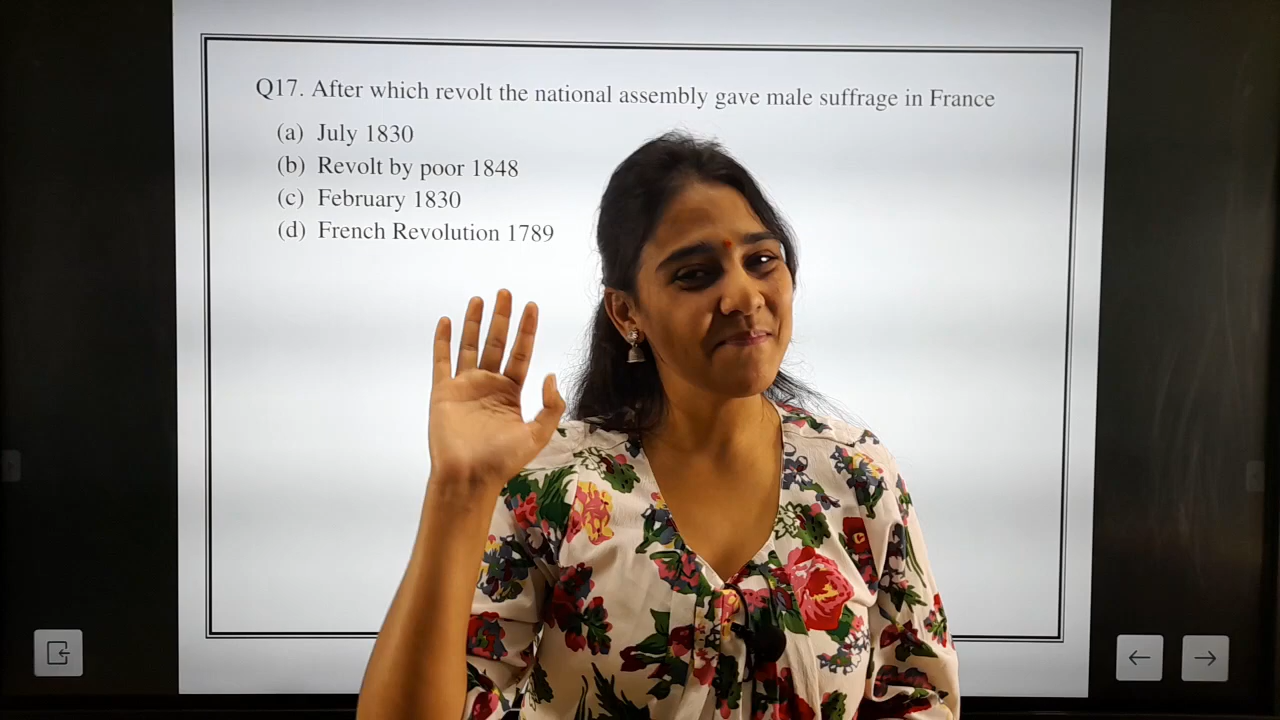 Q17. After which revolt the national assembly gave male suffrage in France
(a) July 1830
(b) Revolt by poor 1848
(c) February 1830
(d) French Revolution 1789